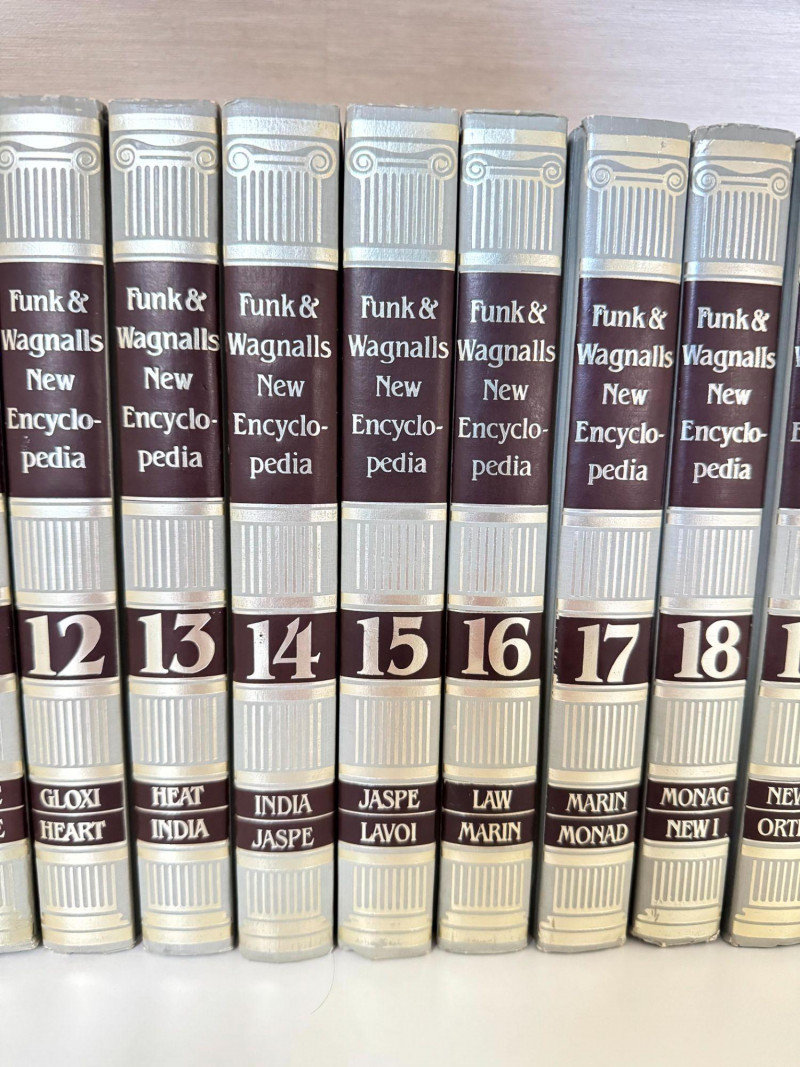 Funk &
Wagnalls
New
Encyclo-
pedia
12
GLOXI
HEART
Funk &
Wagnalls
New
Encyclo-
pedia
13
HEAT
INDIA
Funk &
Wagnalls
New
Encyclo-
pedia
14
INDIA
JASPE
Funk &
Wagnalls
New
Encyclo-
pedia
15
JASPE
LAVOI
Funk &
Wagnalls
New
Encyclo-
pedia
16
LAW
MARIN
Funk &
Wagnalls
New
Encyclo-
pedia
17
MARIN
MONAD
Funk &
Wagnalls
New
Encyclo-
pedia
18
MONAG
NEW I